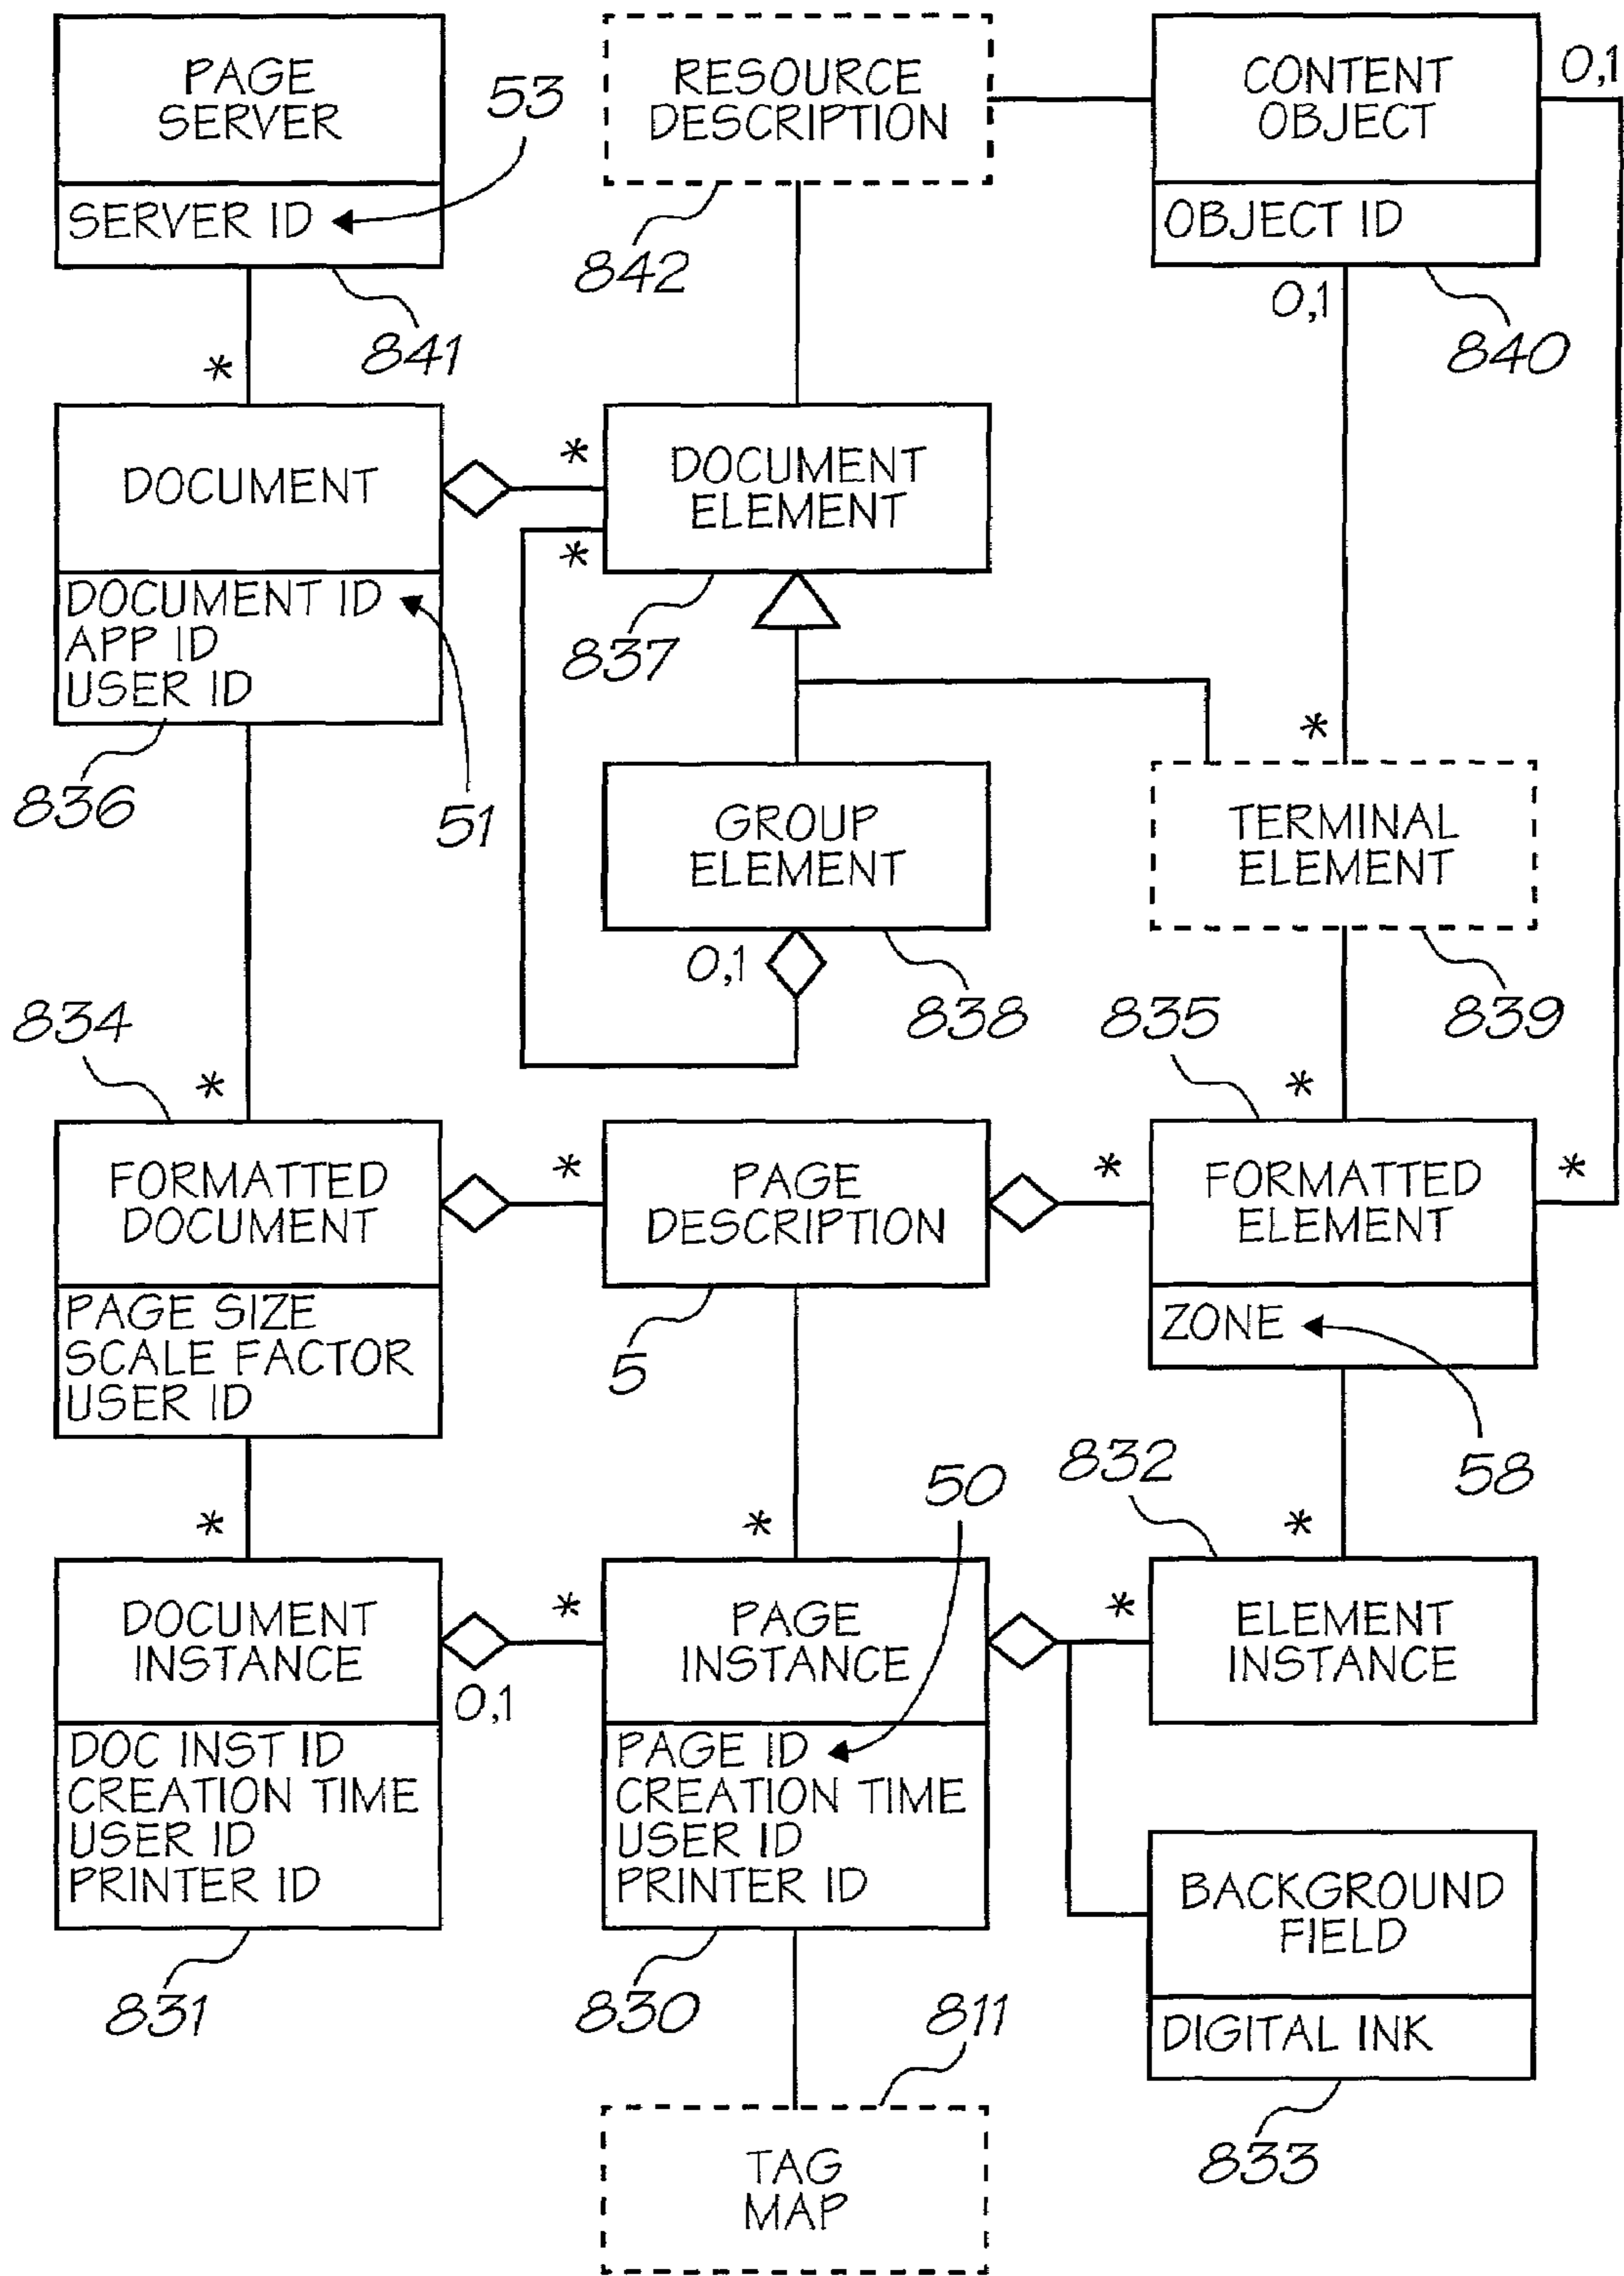 PAGE
SERVER
SERVER ID
53
841
RESOURCE
DESCRIPTION
842
CONTENT
OBJECT
OBJECT ID
0,1
0,1
840
*
DOCUMENT
DOCUMENT ID
APP ID
USER ID
836
51
*
*
DOCUMENT
ELEMENT
837
GROUP
ELEMENT
0,1
838
*
TERMINAL
ELEMENT
839
834
*
FORMATTED
DOCUMENT
PAGE SIZE
SCALE FACTOR
USER ID
*
PAGE
DESCRIPTION
5
835
*
*
*
FORMATTED
ELEMENT
ZONE
58
*
DOCUMENT
INSTANCE
0,1
DOC INST ID
CREATION TIME
USER ID
PRINTER ID
831
50
*
*
PAGE
INSTANCE
PAGE ID
CREATION TIME
USER ID
PRINTER ID
830
832
*
*
ELEMENT
INSTANCE
BACKGROUND
FIELD
DIGITAL INK
833
811
TAG
MAP